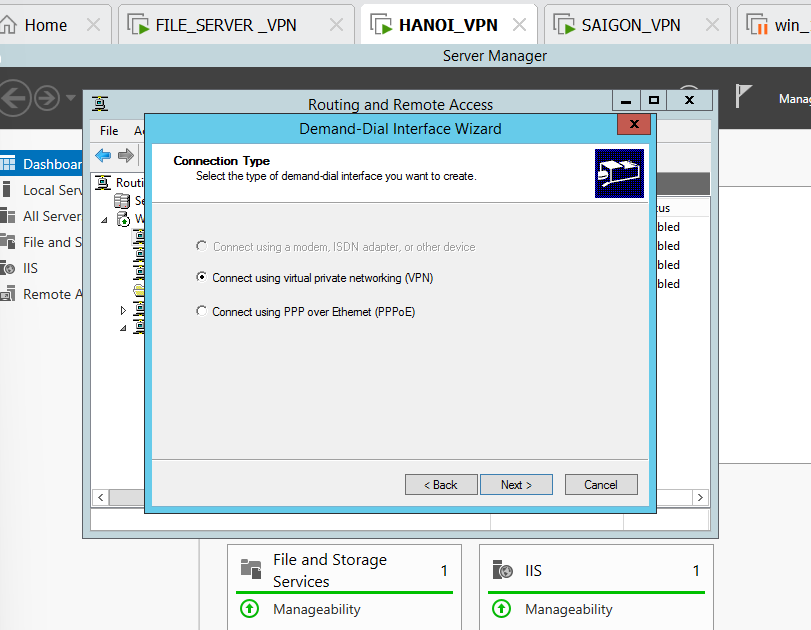 Home
FILE_SERVER _VPN
HANOI_VPN
SAIGON_VPN
win_
Server Manager
Manag
Routing and Remote Access
File
Demand-Dial Interface Wizard
Connection Type
Select the type of demand-dial interface you want to create.
Dashboar
Local Serv
All Server
File and S
IIS
Remote A
Routi
Se
W
tus
bled
bled
bled
bled
Connect using a modem, ISDN adapter, or other device
Connect using virtual private networking (VPN)
Connect using PPP over Ethernet (PPPoE)
< Back
Next >
Cancel
File and Storage
Services
1
Manageability
IIS
1
Manageability